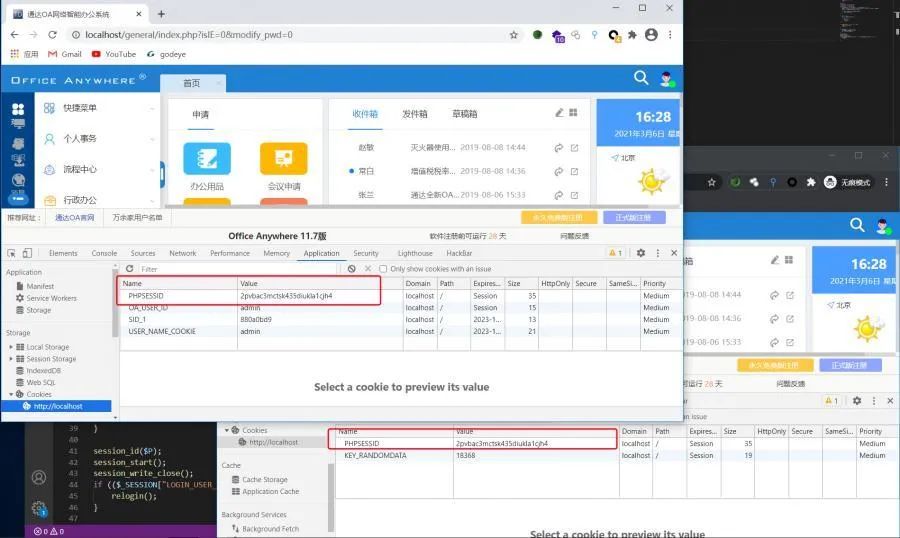 通达OA网络智能办公系统
localhost/general/index.php?isIE=0&modify_pwd=0
应用 Gmail YouTube godeye
OFFICE ANYWHERE® 首页
快捷菜单
个人事务
流程中心
行政办公
申请
办公用品 会议申请
收件箱 发件箱 草稿箱
赵敏 灭火器使用... 2019-08-08 14:44
常白 增值税税率... 2019-08-08 14:36
张兰 通达全新OA... 2019-08-06 15:33
16:28
2021年3月6日 星期
北京
推荐网址： 通达OA官网 万余家用户名单
永久免费版注册 正式版注册
Office Anywhere 11.7版 软件注册前可运行 28 天 问题反馈
Elements Console Sources Network Performance Memory Application Security Lighthouse HackBar 1
Application
Manifest
Service Workers
Storage
Storage
Local Storage
Session Storage
IndexedDB
Web SQL
Cookies
http://localhost
Filter Only show cookies with an issue
Name Value Domain Path Expires... Size HttpOnly Secure SameSi... Priority
PHPSESSID 2pvbac3mctsk435diukla1cjh4 localhost / Session 35 Medium
OA_USER_ID admin localhost / Session 15 Medium
SID_1 880a0bd9 localhost / 2023-1... 13 Medium
USER_NAME_COOKIE admin localhost / 2023-1... 21 Medium
Select a cookie to preview its value
无痕模式
16:28
2021年3月6日 星期
北京
08-08 14:44
08-08 14:36
08-06 15:33
永久免费版注册 正式版注册
可运行 28 天 问题反馈
1
an issue
Cookies
http://localhost
Cache
Cache Storage
Application Cache
Background Services
Background Fetch
Name Value Domain Path Expires... Size HttpOnly Secure SameSi... Priority
PHPSESSID 2pvbac3mctsk435diukla1cjh4 localhost / Session 35 Medium
KEY_RANDOMDATA 18368 localhost / Session 19 Medium
Select a cookie to preview its value
39 }
40
41 session_id($P);
42 session_start();
43 session_write_close();
44 if (($_SESSION["LOGIN_USER_
45 relogin();
46 }
47
0 0